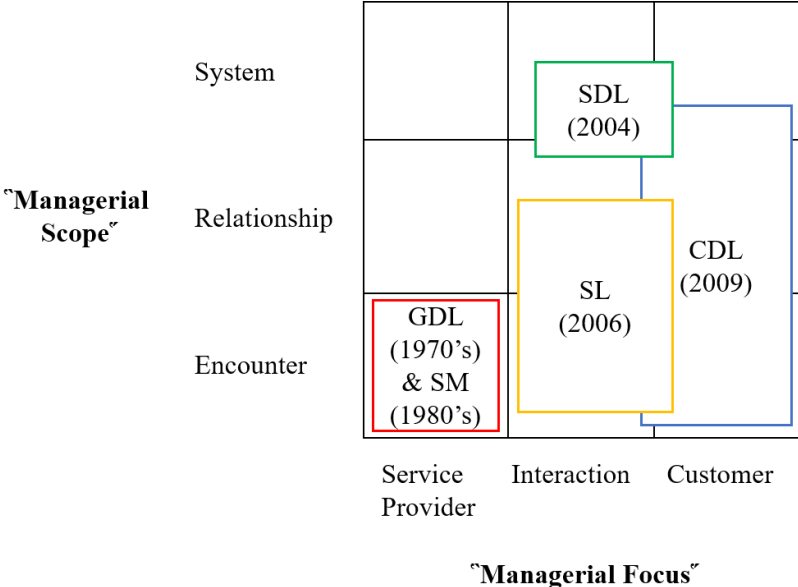 System
SDL
(2004)
‟Managerial
Scope‟
Relationship
CDL
(2009)
SL
(2006)
GDL
(1970’s)
& SM
(1980’s)
Encounter
Service
Provider
Interaction
Customer
‟Managerial Focus‟